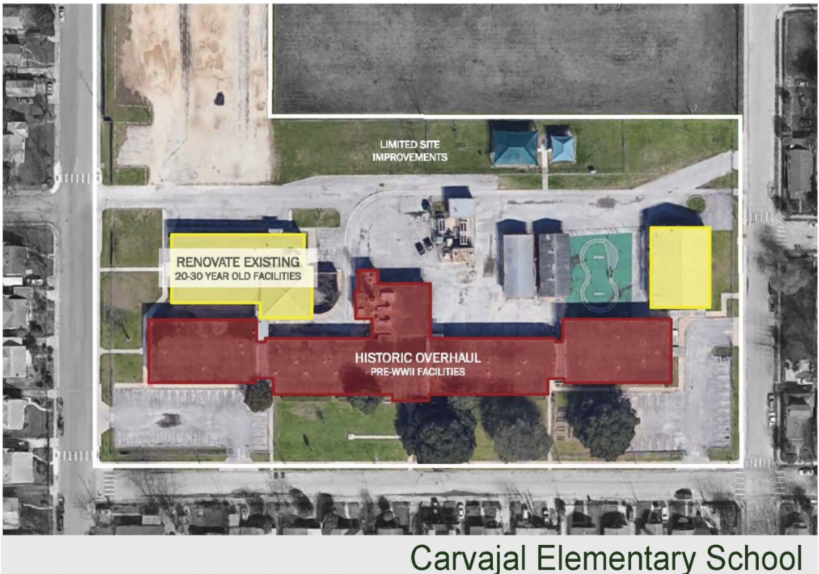 LIMITED SITE
IMPROVEMENTS
RENOVATE EXISTING
20-30 YEAR OLD FACILITIES
HISTORIC OVERHAUL
PRE-WWII FACILITIES
Carvajal Elementary School